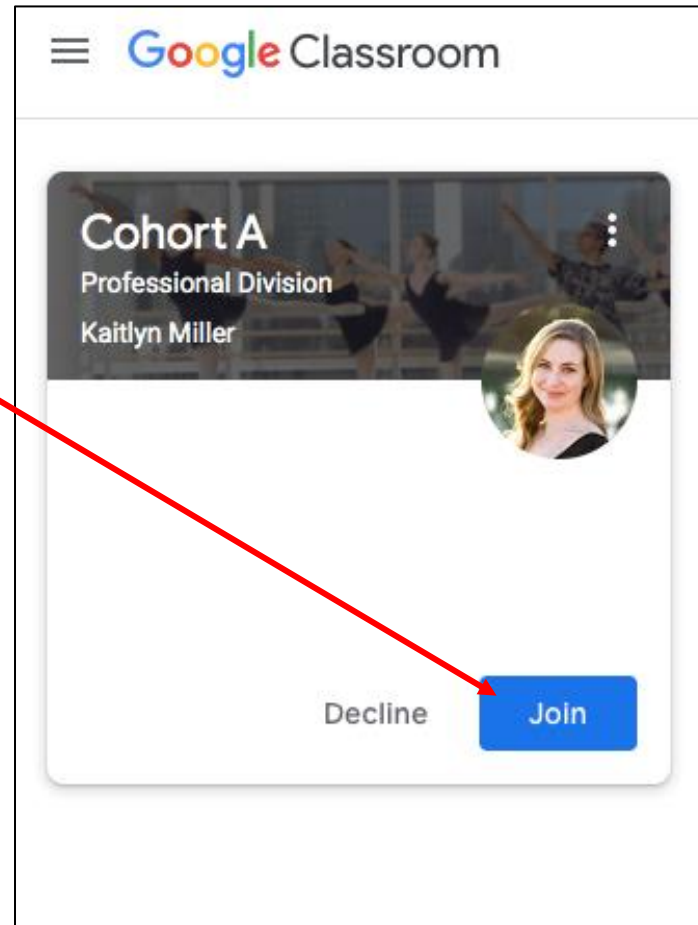 Google Classroom
Cohort A
Professional Division
Kaitlyn Miller
Decline
Join